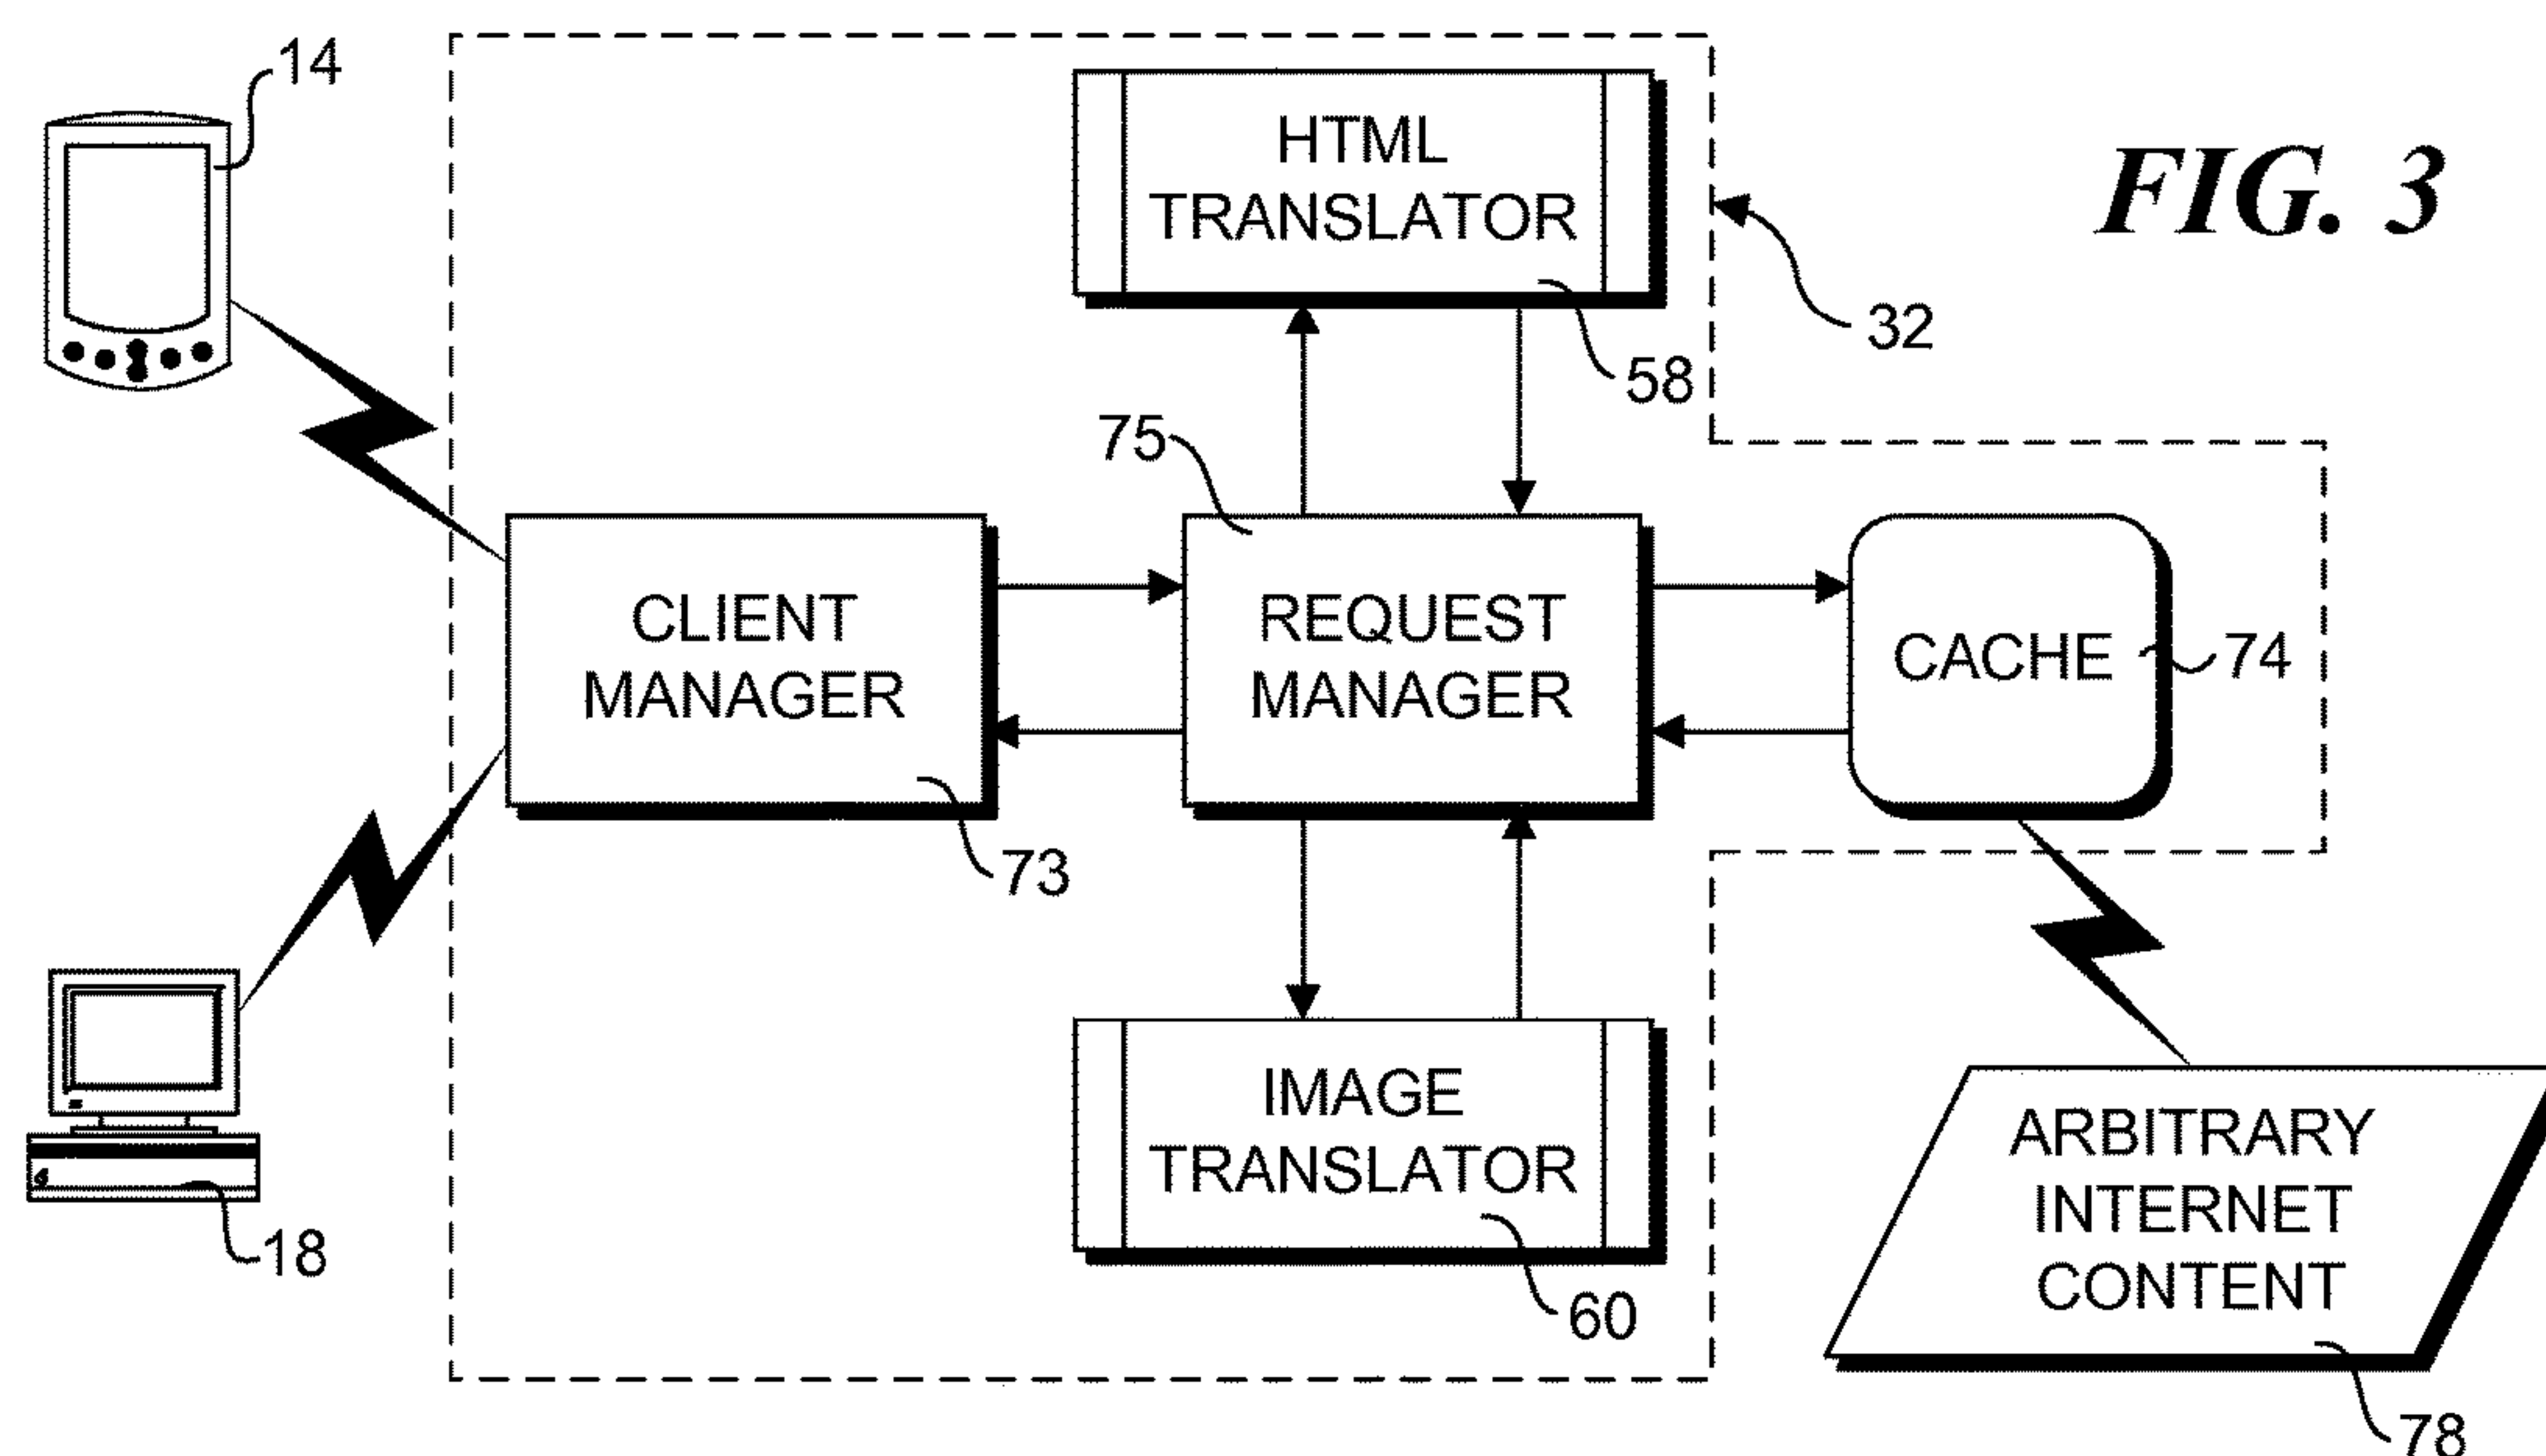 14
HTML
TRANSLATOR
FIG. 3
32
58
75
CLIENT
MANAGER
REQUEST
MANAGER
CACHE
74
73
IMAGE
TRANSLATOR
ARBITRARY
INTERNET
CONTENT
18
60
78